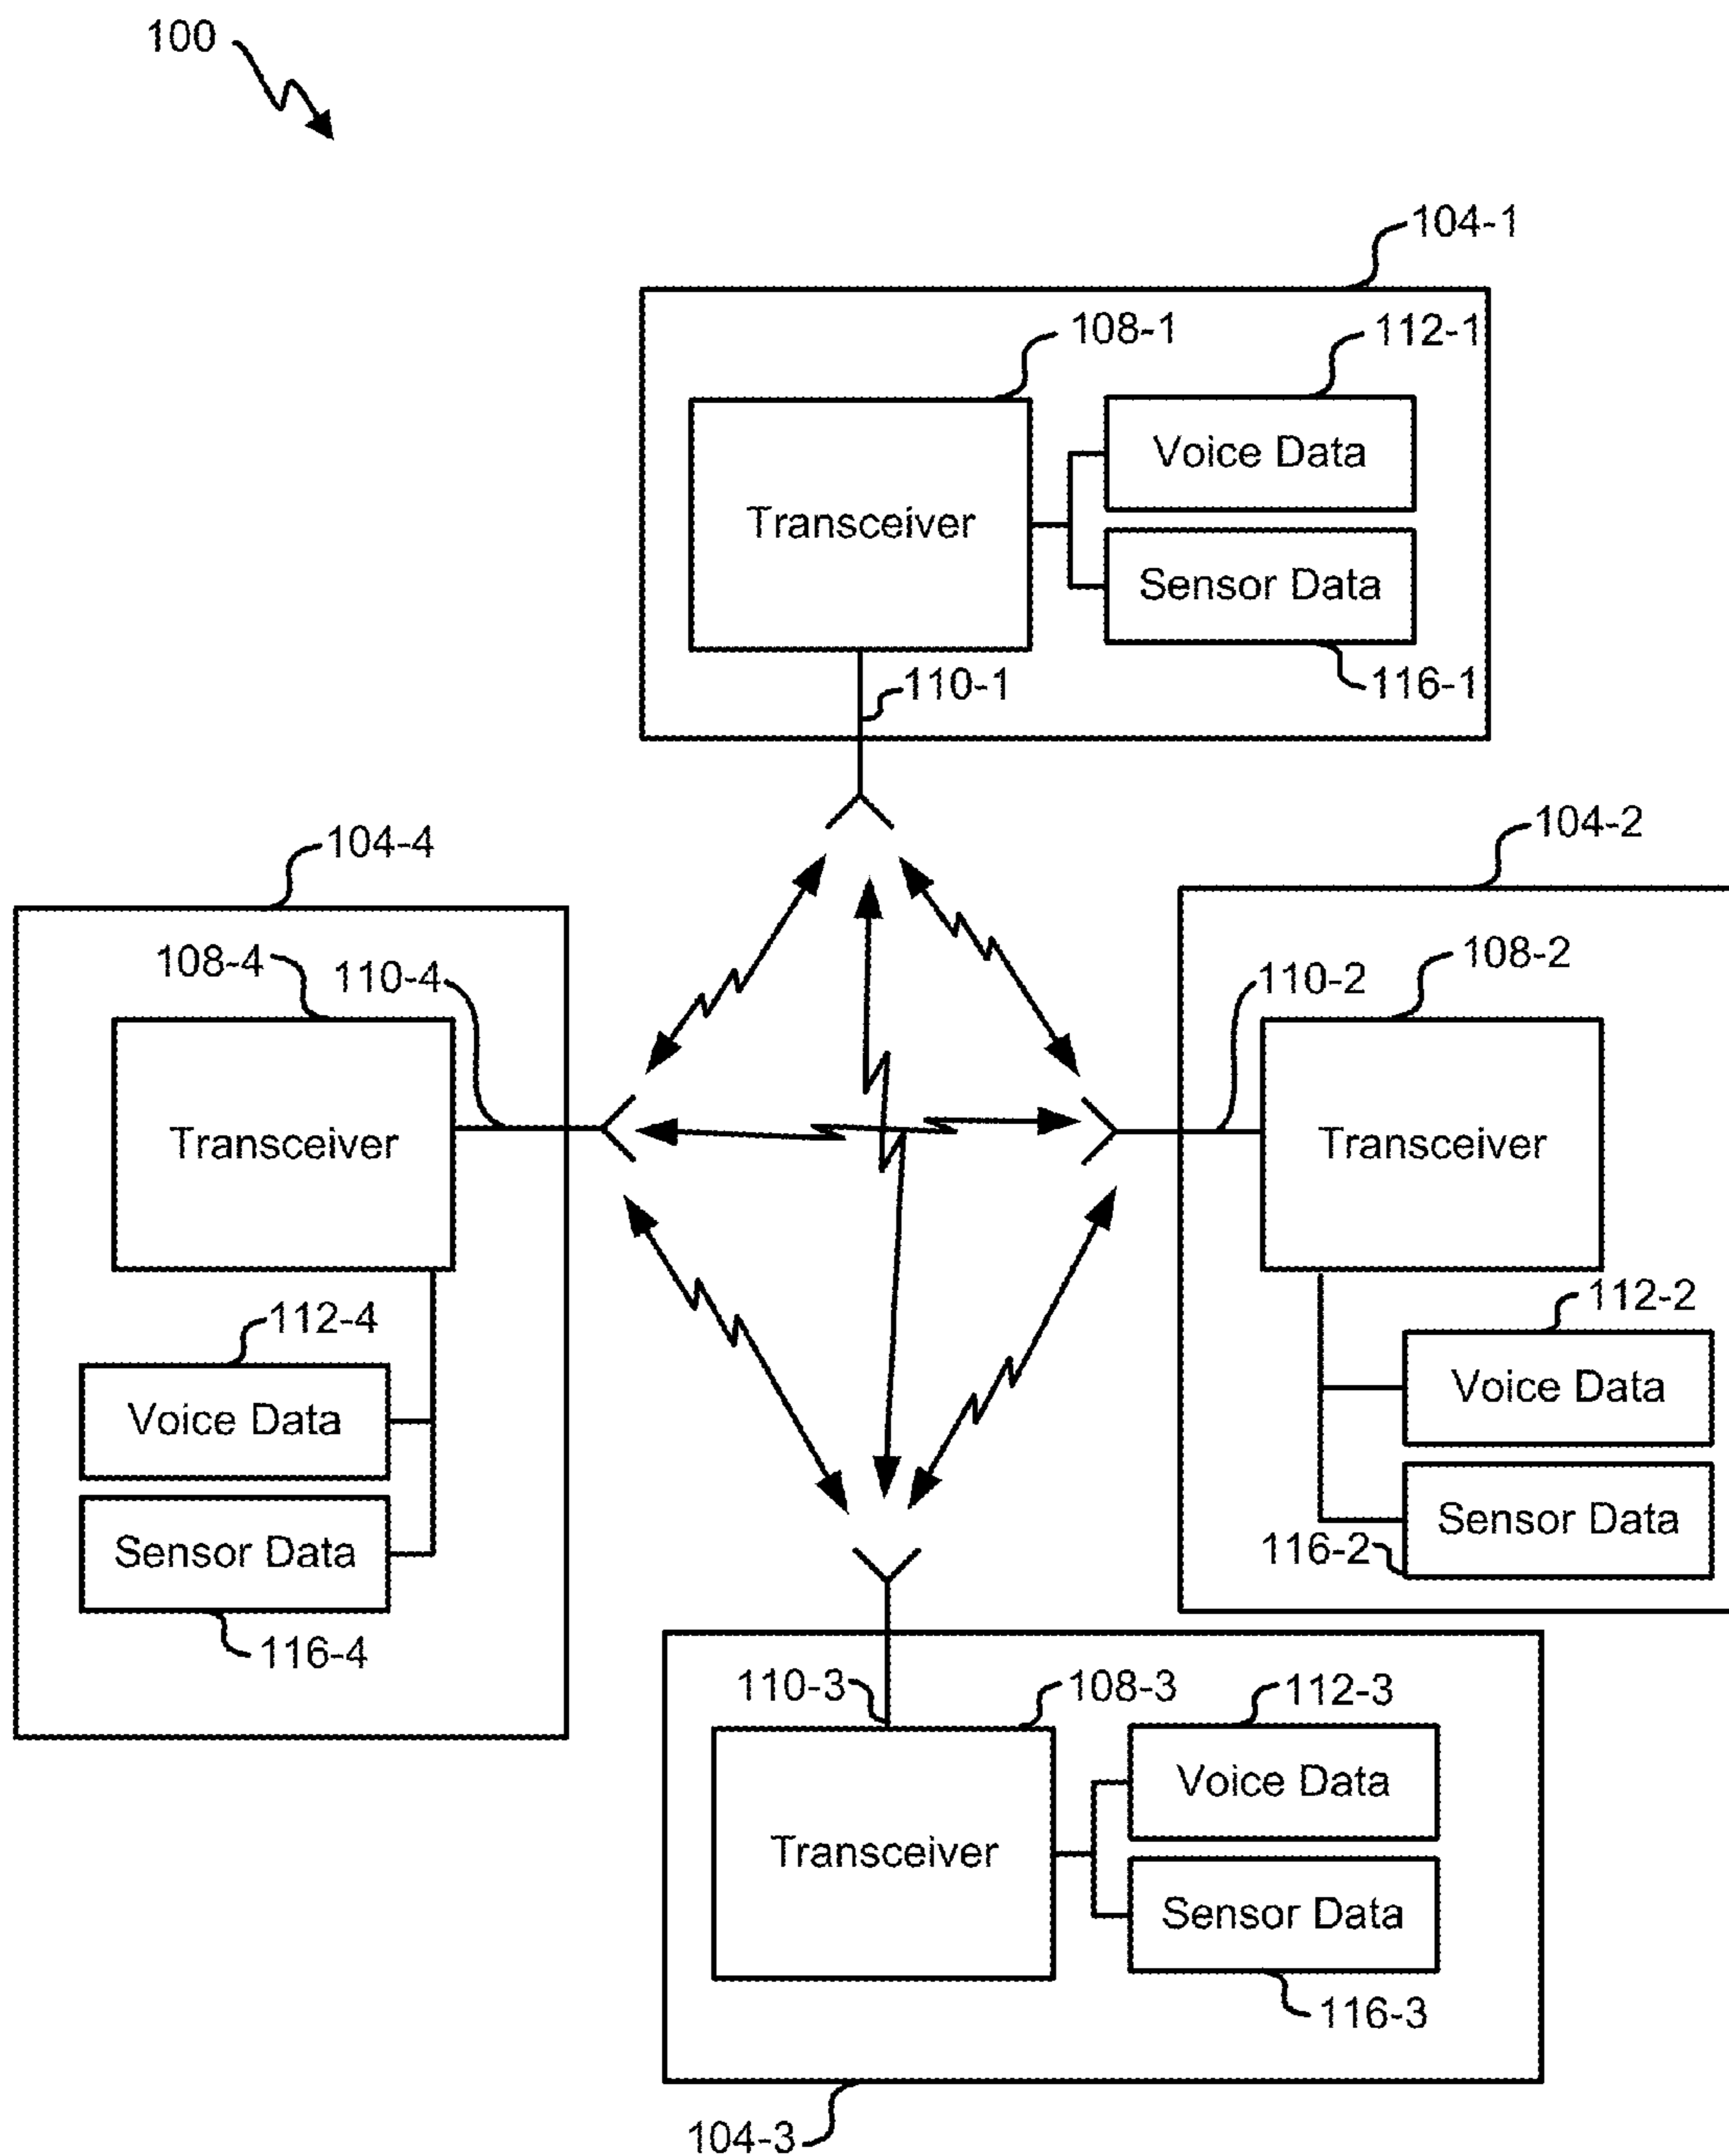 100
104-1
108-1
112-1
Voice Data
Transceiver
Sensor Data
110-1
116-1
104-4
104-2
108-4
110-4
110-2
108-2
Transceiver
Transceiver
112-4
112-2
Voice Data
Voice Data
Sensor Data
Sensor Data
116-2
116-4
110-3
108-3
112-3
Voice Data
Transceiver
Sensor Data
116-3
104-3